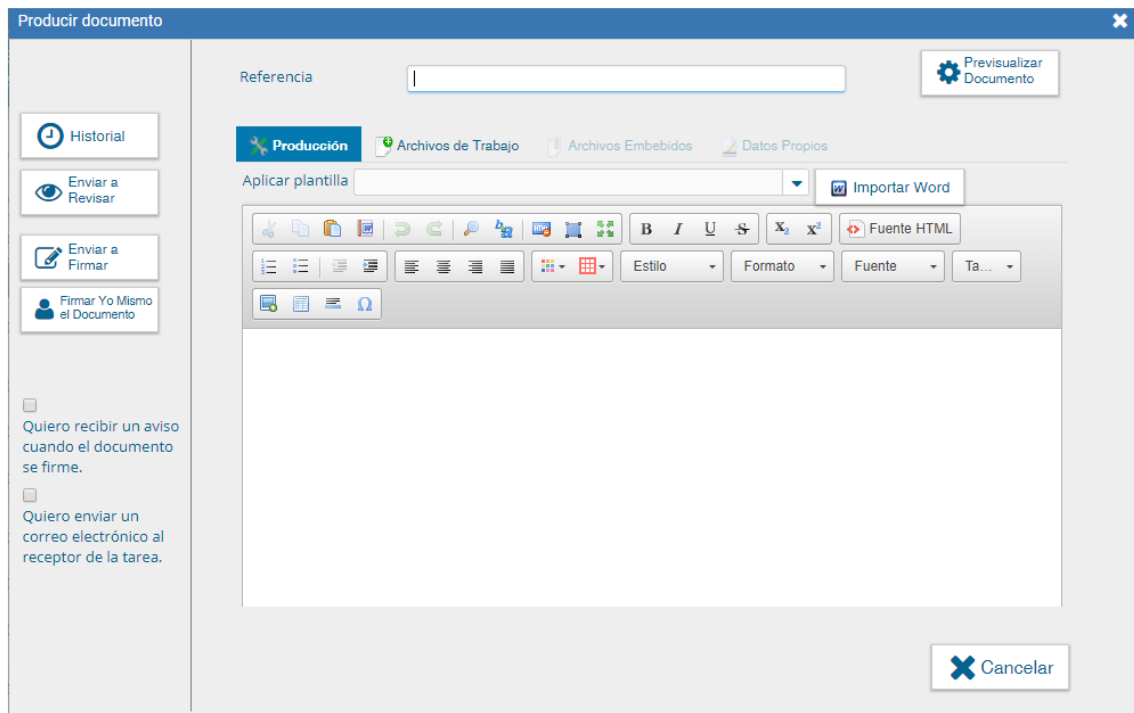 Producir documento
Referencia
Previsualizar
Documento
Historial
Enviar a
Revisar
Enviar a
Firmar
Firmar Yo Mismo
el Documento
Quiero recibir un aviso
cuando el documento
se firme.
Quiero enviar un
correo electrónico al
receptor de la tarea.
Producción
Archivos de Trabajo
Archivos Embebidos
Datos Propios
Aplicar plantilla
Importar Word
B I U S X₂ X² Fuente HTML
Estilo Formato Fuente Ta...
Ω
Cancelar